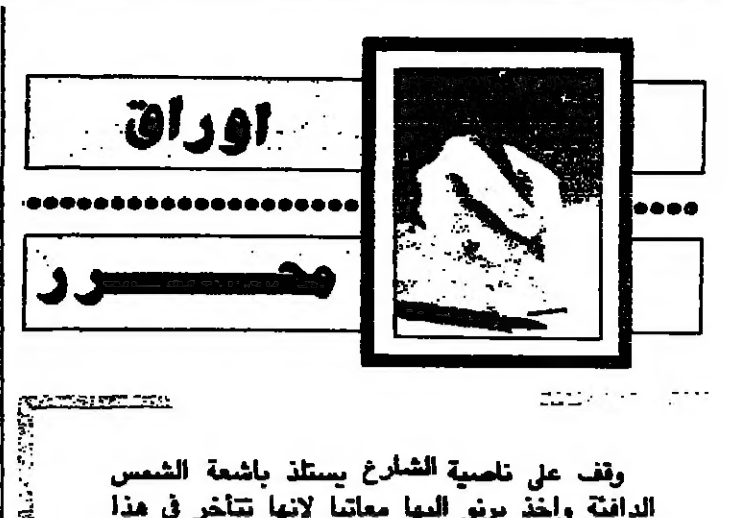 اوراق
محـــــرر
وقف على ناصية الشارع يستلذ باشعة الشمس
الدافئة واخذ يرنو اليها معاتبا لانها تتأخر في هذا